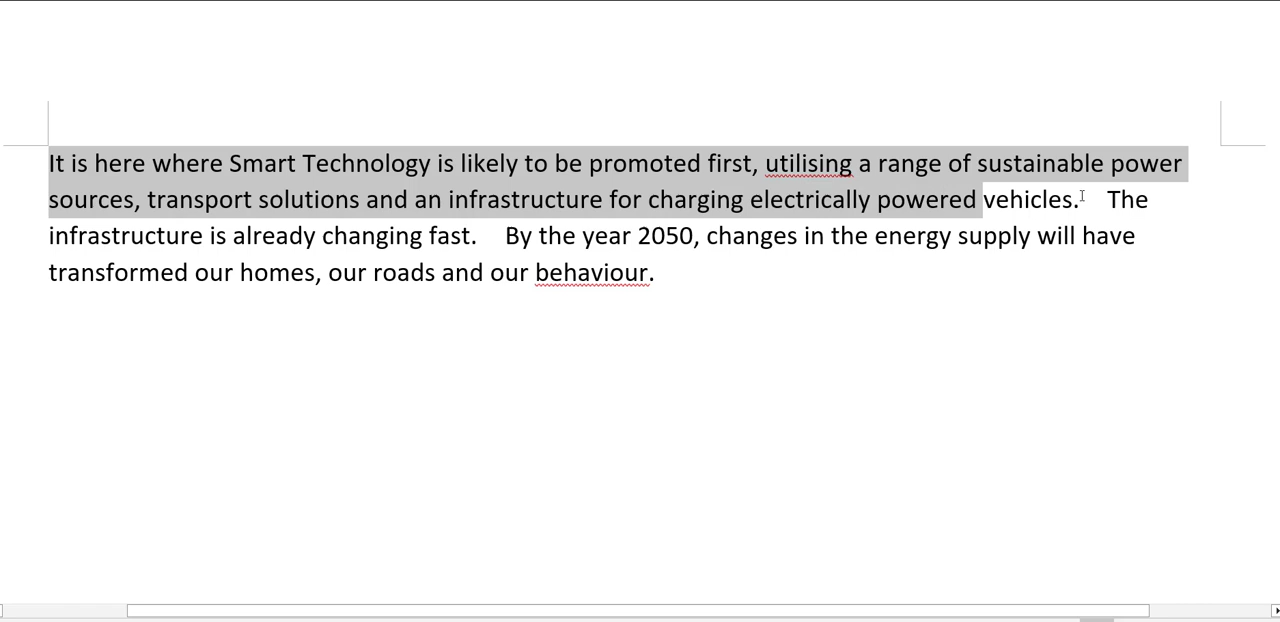 It is here where Smart Technology is likely to be promoted first, utilising a range of sustainable power
sources, transport solutions and an infrastructure for charging electrically powered vehicles.    The
infrastructure is already changing fast.    By the year 2050, changes in the energy supply will have
transformed our homes, our roads and our behaviour.